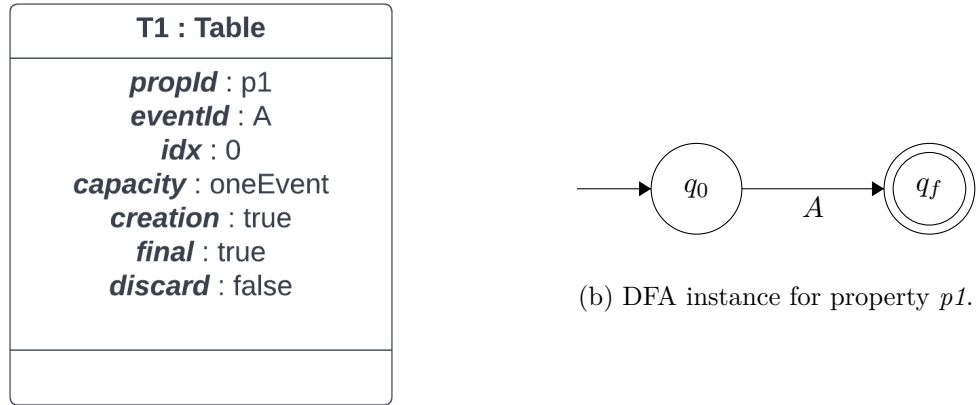 T1 : Table
propId : p1
eventId : A
idx : 0
capacity : oneEvent
creation : true
final : true
discard : false
q0
A
qf
(b) DFA instance for property p1.